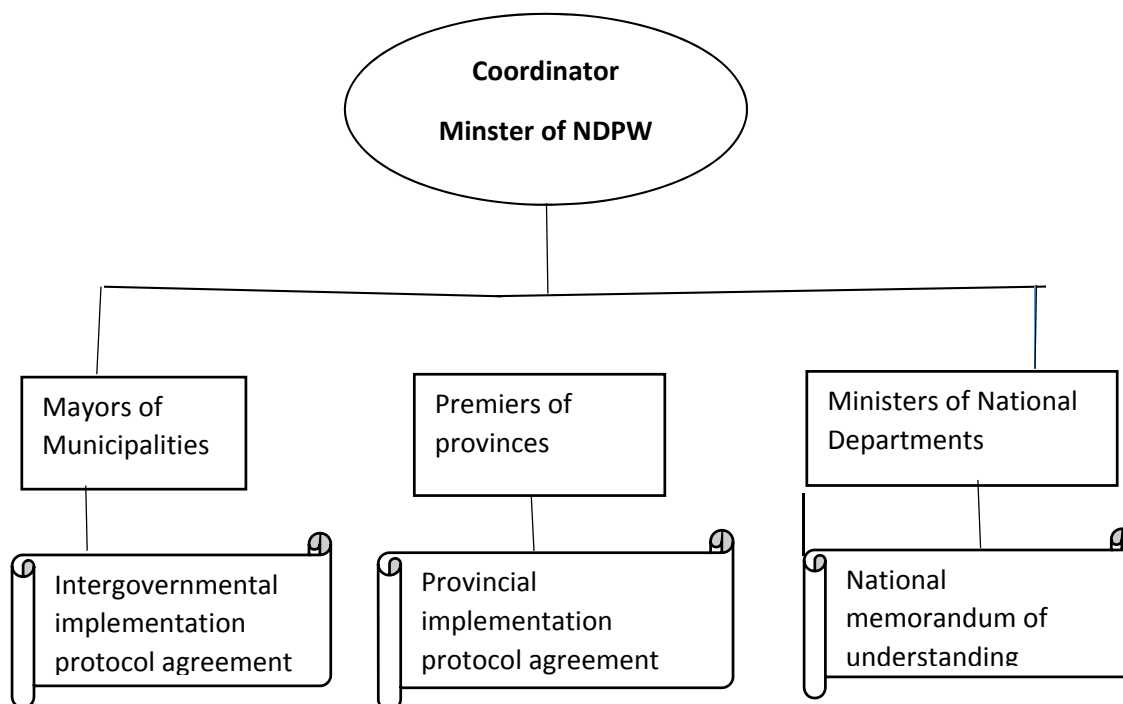 Coordinator
Minster of NDPW
Mayors of
Municipalities
Premiers of
provinces
Ministers of National
Departments
Intergovernmental
implementation
protocol agreement
Provincial
implementation
protocol agreement
National
memorandum of
understanding